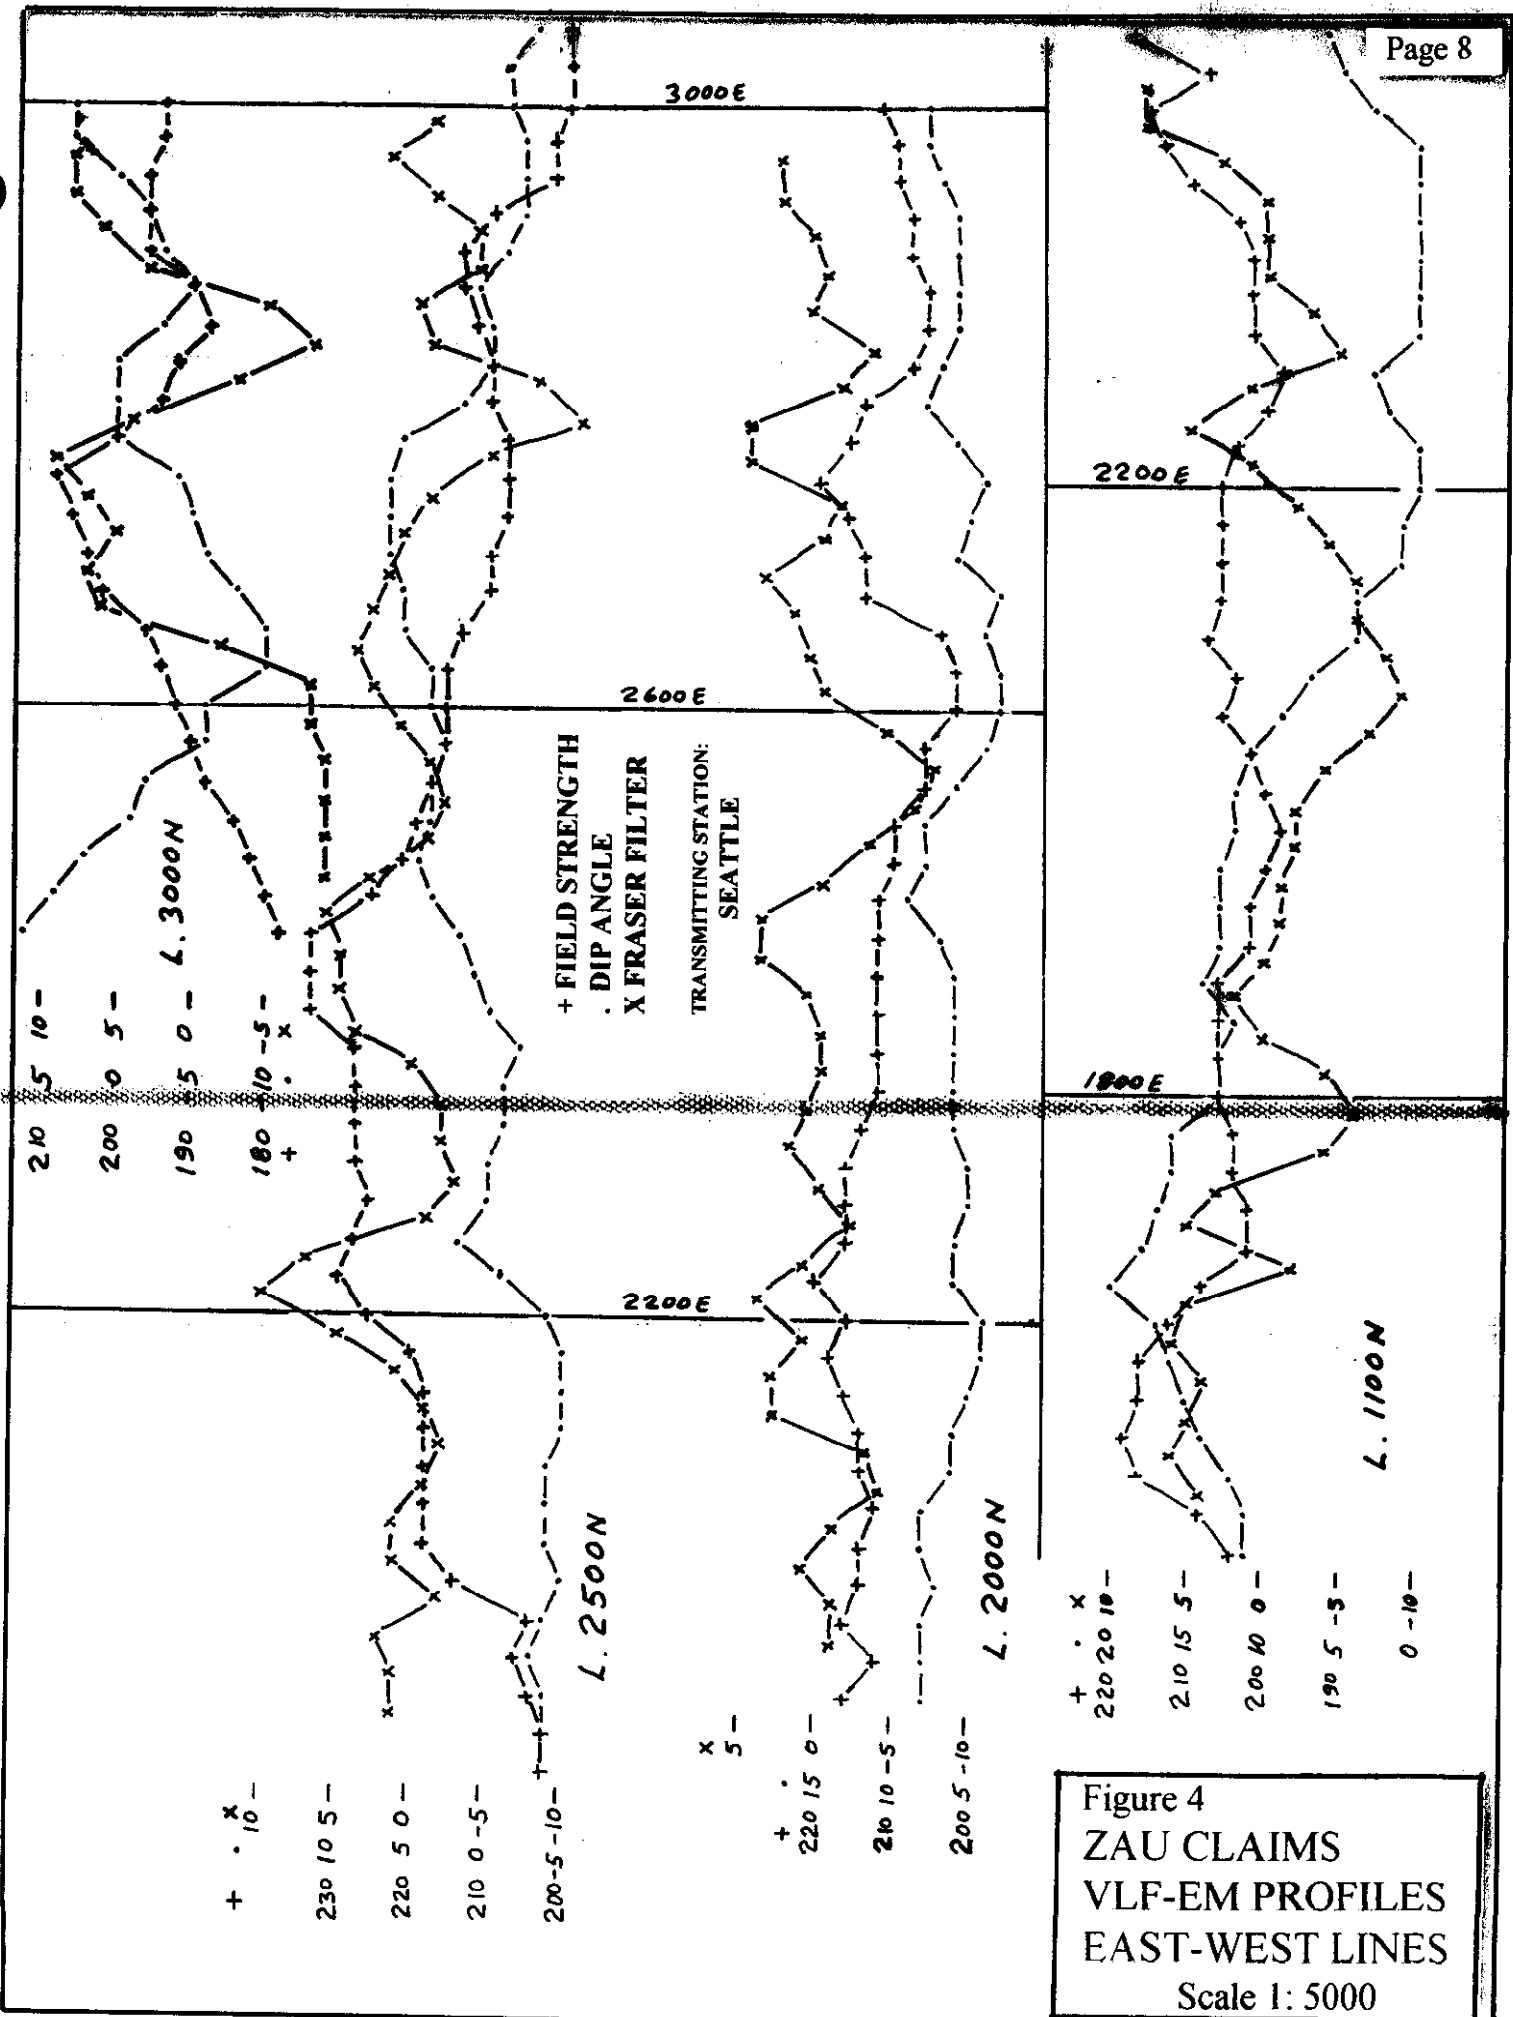 Page 8
3000E
2600E
2200E
2200E
1800E
+ FIELD STRENGTH
. DIP ANGLE
X FRASER FILTER
TRANSMITTING STATION:
SEATTLE
L. 3000N
210 5 10 –
200 0 5 –
190 -5 0 –
180 -10 -5 –
+ . x
L. 2500N
+ . x
10 –
230 10 5 –
220 5 0 –
210 0 -5 –
200 -5 -10 –
L. 2000N
x
5 –
+ .
220 15 0 –
210 10 -5 –
200 5 -10 –
L. 1100N
+ . x
220 20 10 –
210 15 5 –
200 10 0 –
190 5 -5 –
0 -10 –
Figure 4
ZAU CLAIMS
VLF-EM PROFILES
EAST-WEST LINES
Scale 1: 5000